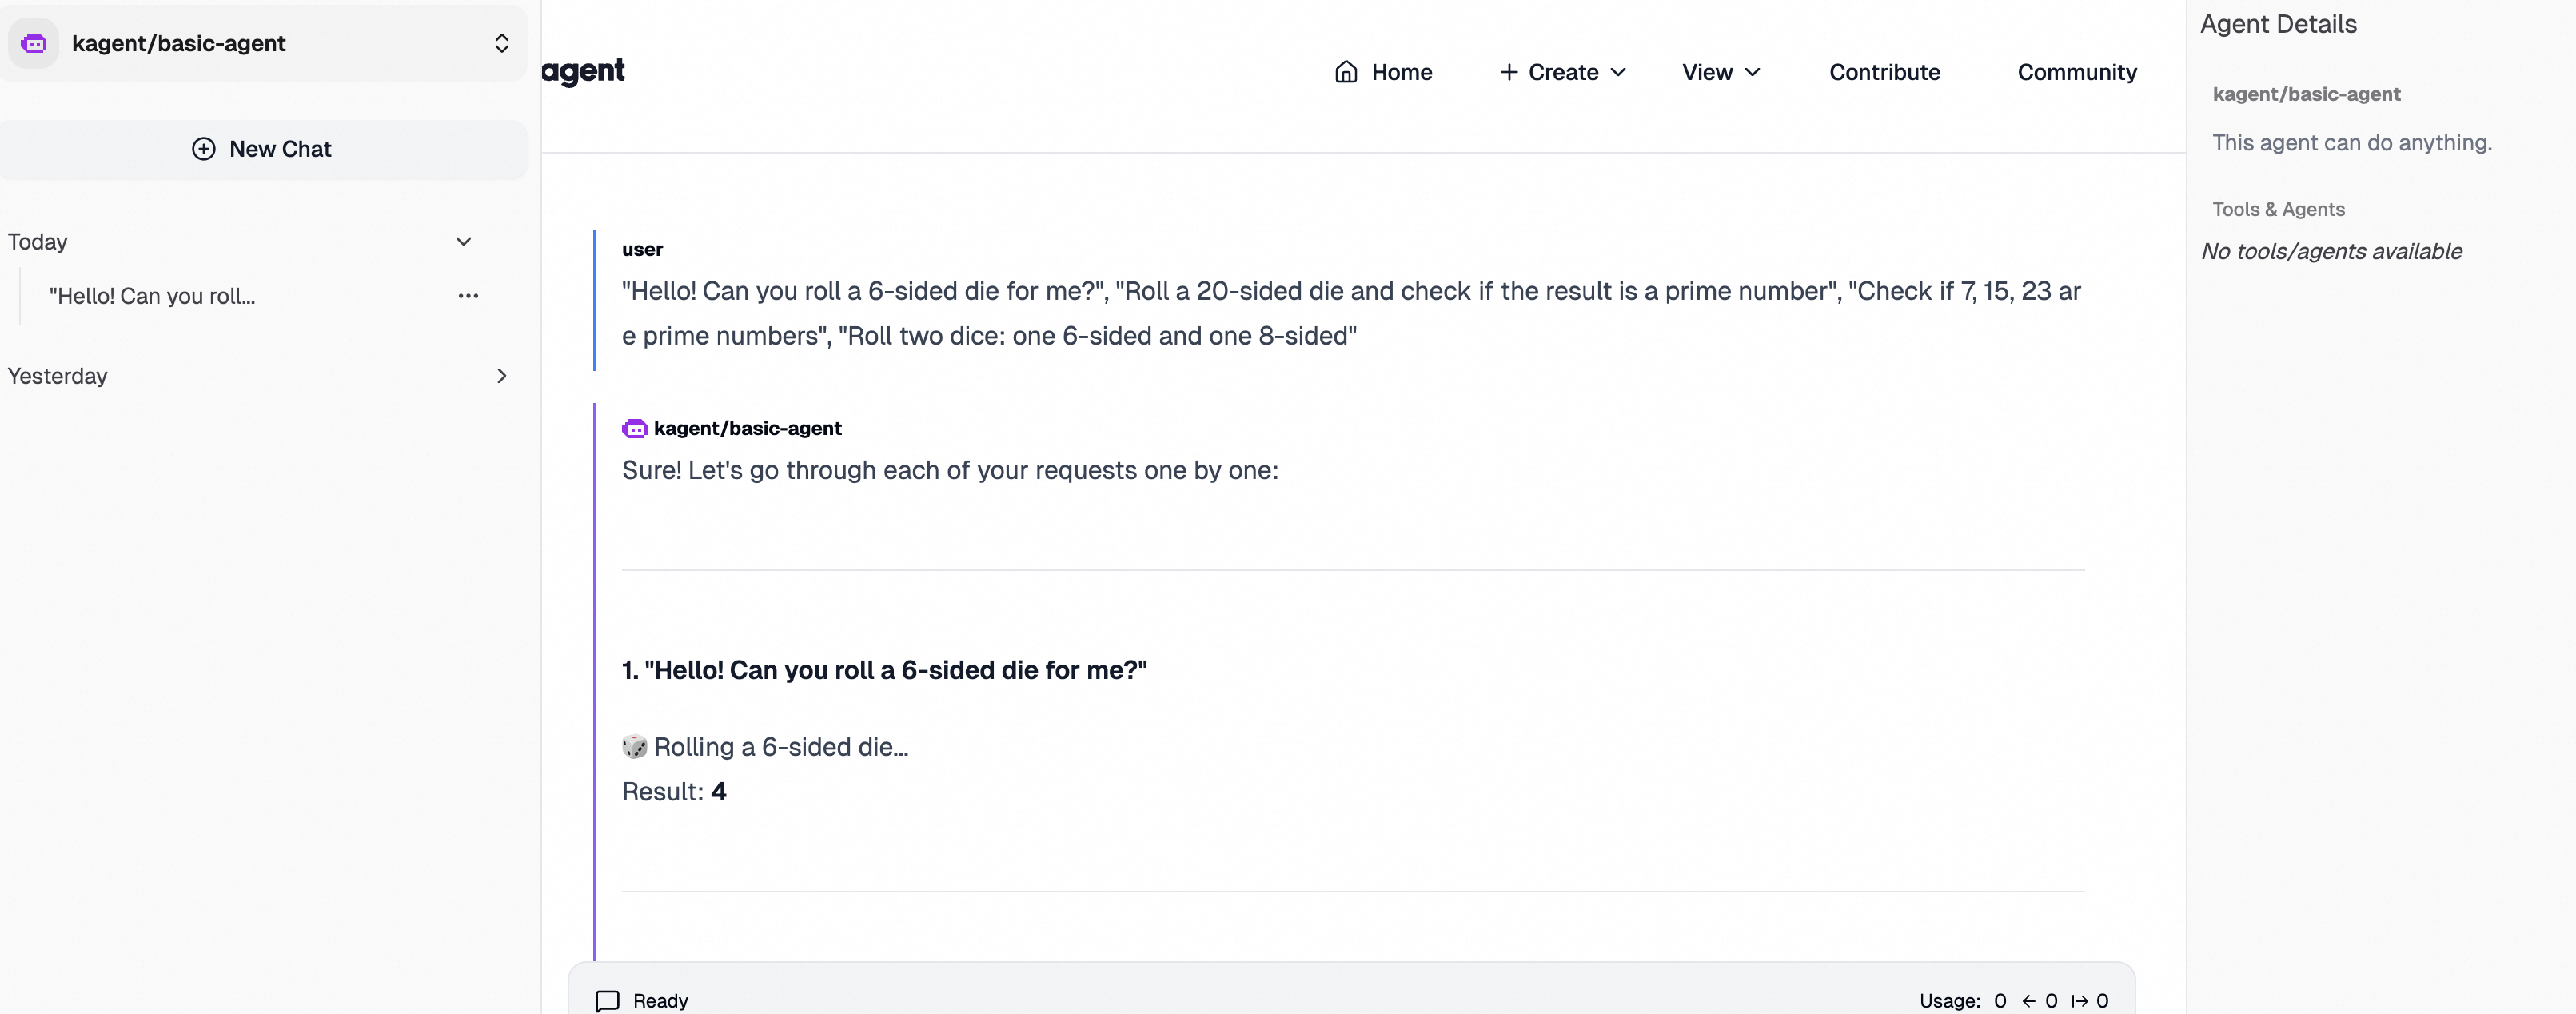 kagent/basic-agent
New Chat
Today
"Hello! Can you roll...
Yesterday
agent
Home
Create
View
Contribute
Community
user
"Hello! Can you roll a 6-sided die for me?", "Roll a 20-sided die and check if the result is a prime number", "Check if 7, 15, 23 ar
e prime numbers", "Roll two dice: one 6-sided and one 8-sided"
kagent/basic-agent
Sure! Let's go through each of your requests one by one:
1. "Hello! Can you roll a 6-sided die for me?"
Rolling a 6-sided die...
Result: 4
Ready
Usage: 0 ← 0 ↦ 0
Agent Details
kagent/basic-agent
This agent can do anything.
Tools & Agents
No tools/agents available